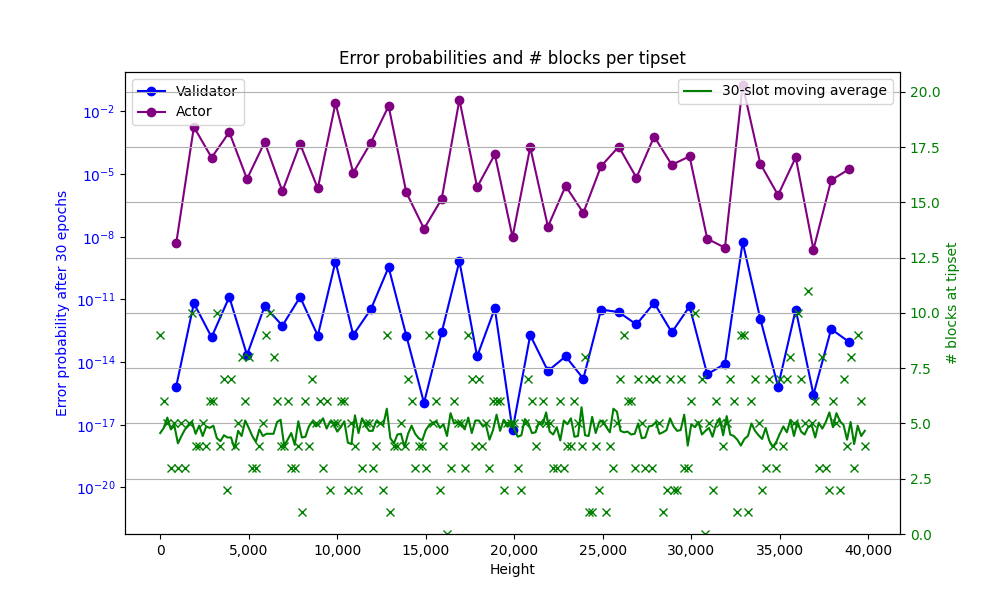 Error probabilities and # blocks per tipset
Validator
Actor
30-slot moving average
Error probability after 30 epochs
10⁻²
10⁻⁵
10⁻⁸
10⁻¹¹
10⁻¹⁴
10⁻¹⁷
10⁻²⁰
20.0
17.5
15.0
12.5
10.0
7.5
5.0
2.5
0.0
# blocks at tipset
0 5,000 10,000 15,000 20,000 25,000 30,000 35,000 40,000
Height